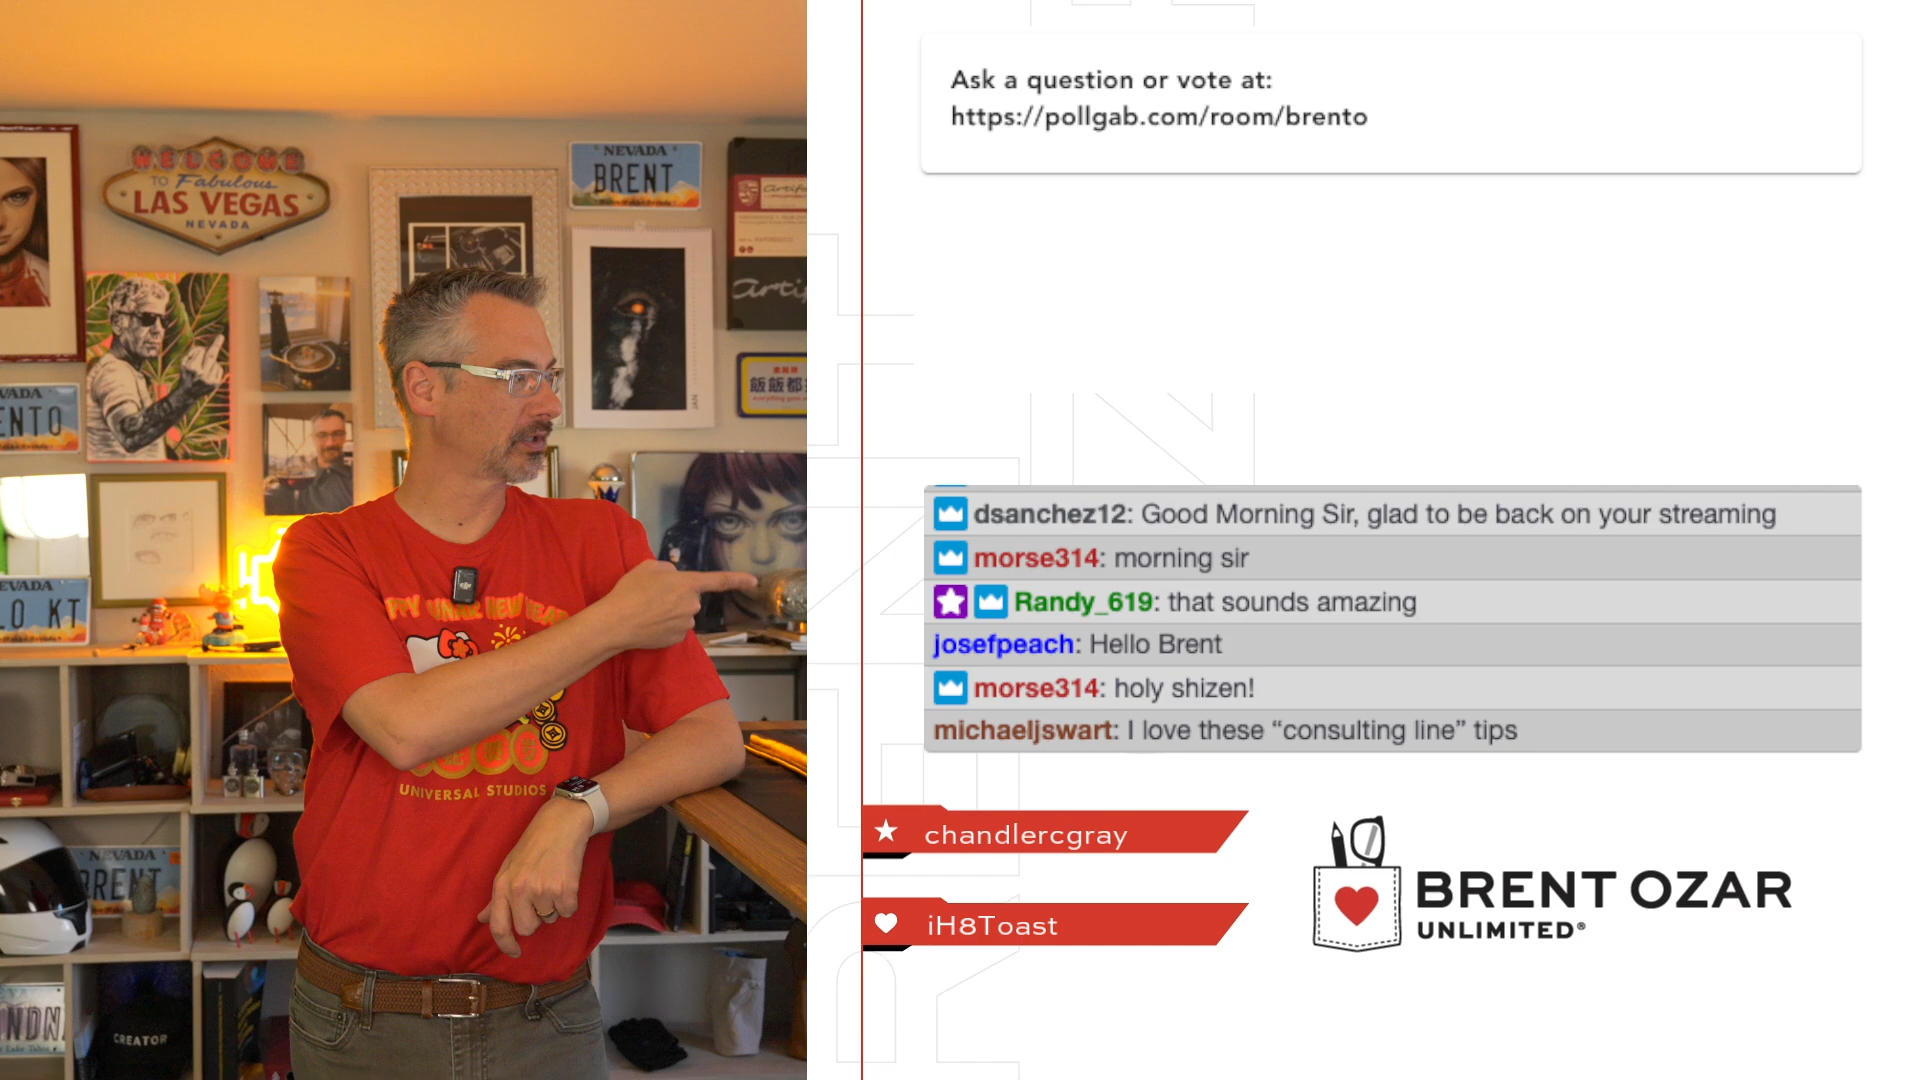 Ask a question or vote at:
https://pollgab.com/room/brento
dsanchez12: Good Morning Sir, glad to be back on your streaming
morse314: morning sir
Randy_619: that sounds amazing
josefpeach: Hello Brent
morse314: holy shizen!
michaeljswart: I love these “consulting line” tips
chandlercgray
iH8Toast
BRENT OZAR
UNLIMITED®
WELCOME
TO Fabulous
LAS VEGAS
NEVADA
NEVADA
BRENT
JAN
UNIVERSAL STUDIOS
NEVADA
BRENT
CREATOR